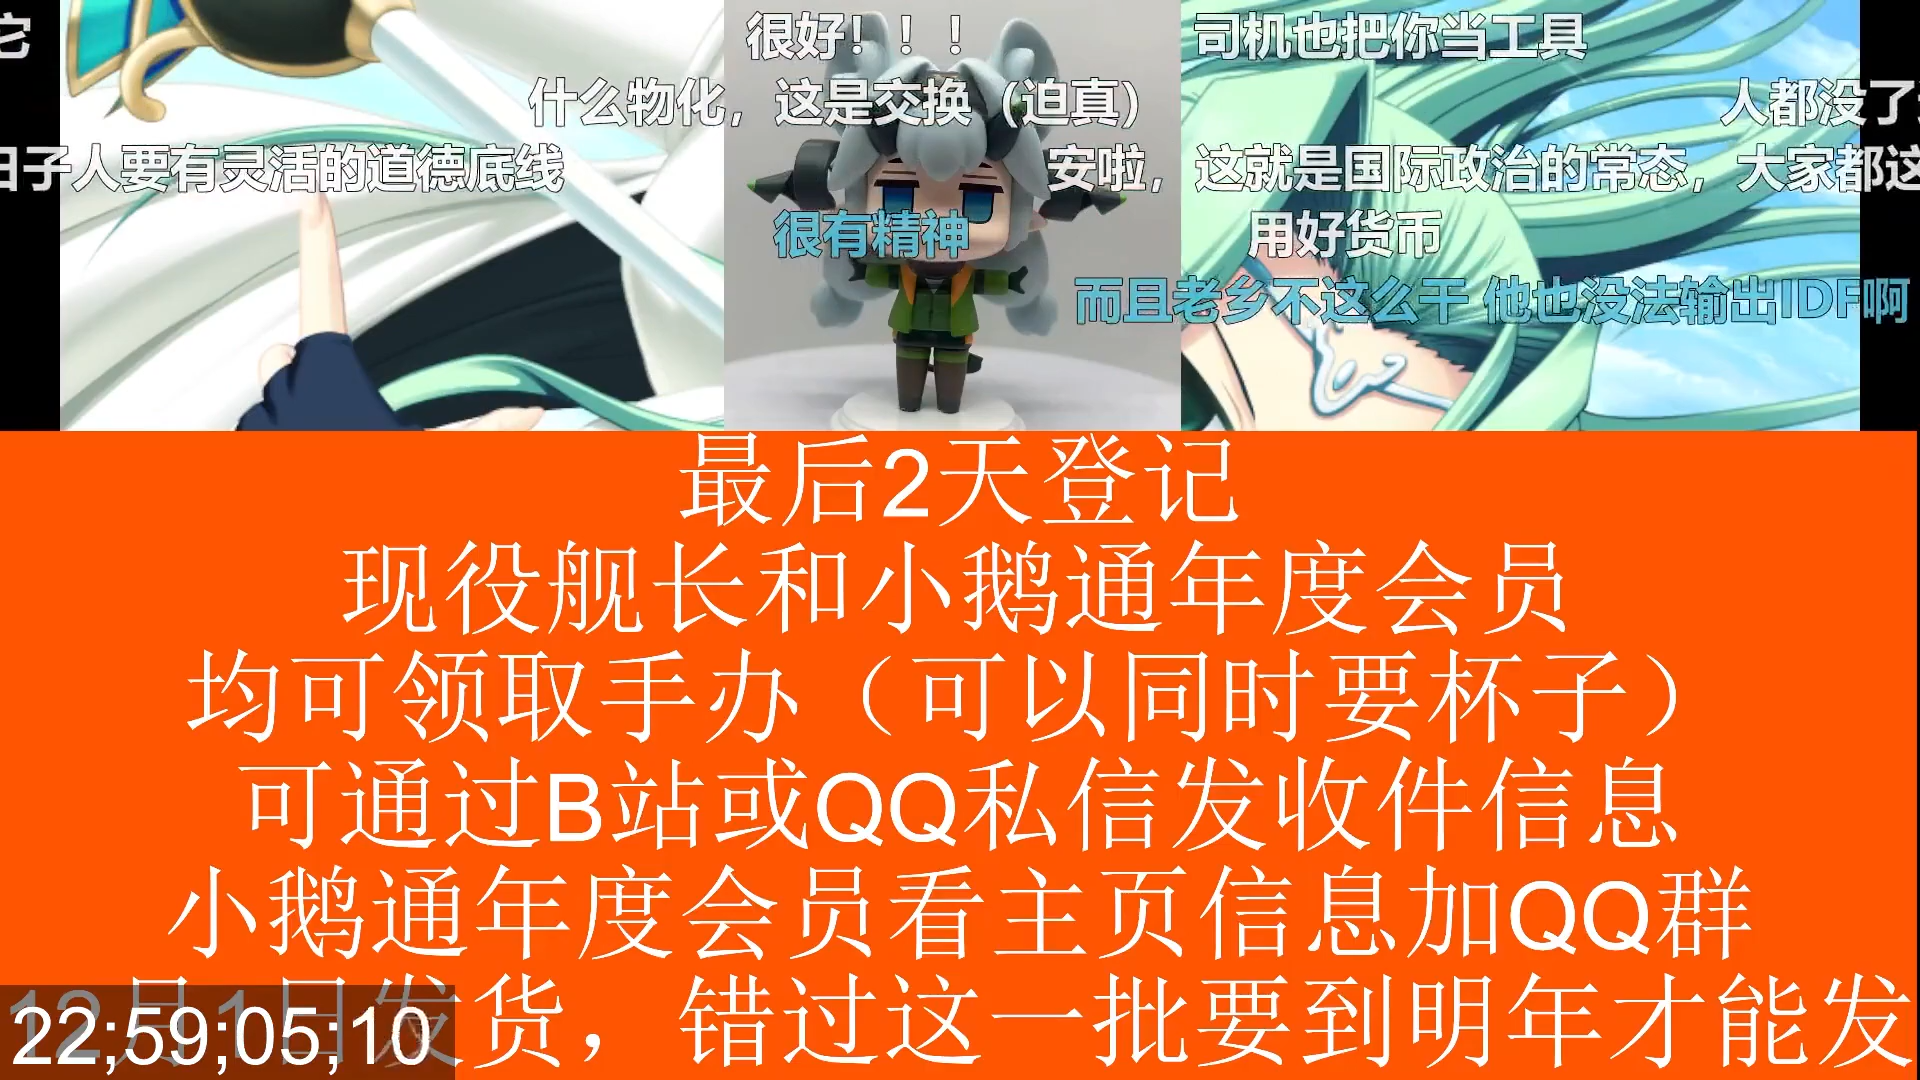 它
很好！！！
司机也把你当工具
什么物化，这是交换（迫真）
人都没了
日子人要有灵活的道德底线
安啦，这就是国际政治的常态，大家都这
很有精神
用好货币
而且老乡不这么干 他也没法输出IDF啊
最后2天登记
现役舰长和小鹅通年度会员
均可领取手办（可以同时要杯子）
可通过B站或QQ私信发收件信息
小鹅通年度会员看主页信息加QQ群
12月1日发货，错过这一批要到明年才能发
22;59;05;10